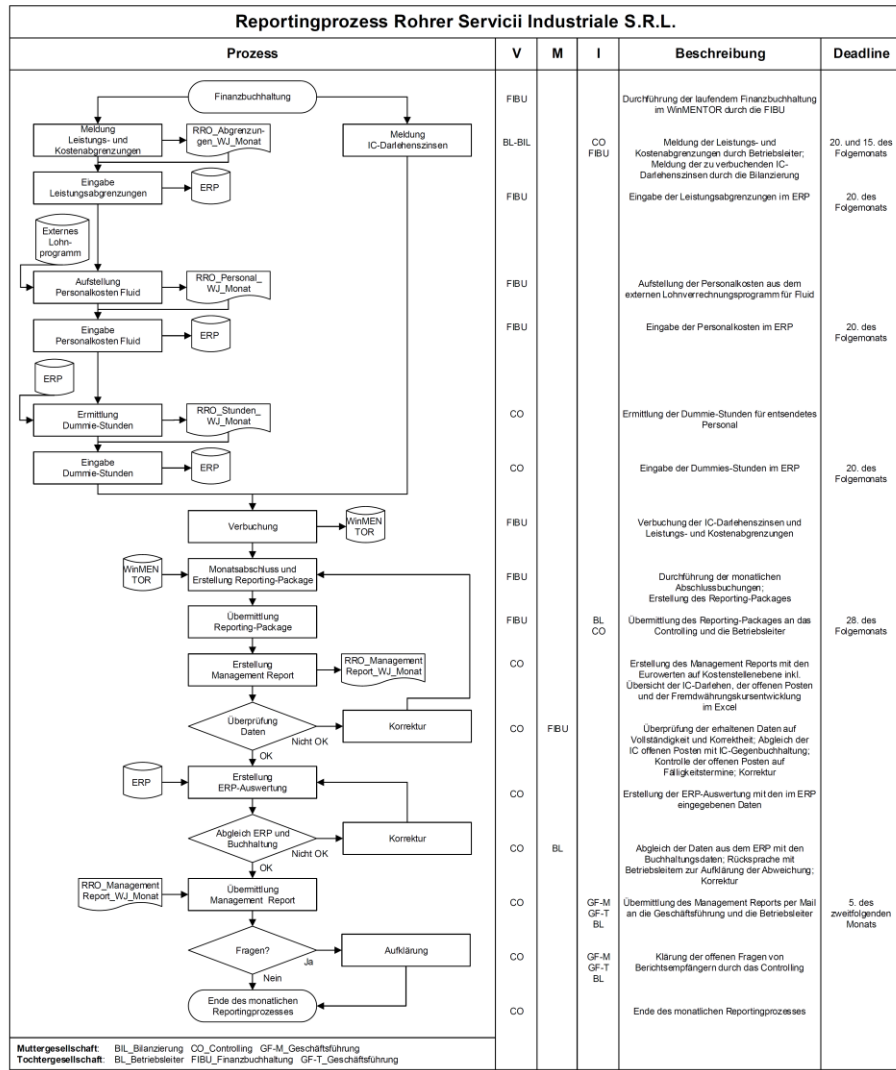 Reportingprozess Rohrer Servicii Industriale S.R.L.
Prozess
V
M
I
Beschreibung
Deadline
Finanzbuchhaltung
FIBU
Durchführung der laufendem Finanzbuchhaltung
im WinMENTOR durch die FIBU
Meldung
Leistungs- und
Kostenabgrenzungen
RRO_Abgrenzun-
gen_WJ_Monat
Meldung
IC-Darlehenszinsen
BL-BIL
CO
FIBU
Meldung der Leistungs- und
Kostenabgrenzungen durch Betriebsleiter;
Meldung der zu verbuchenden IC-
Darlehenszinsen durch die Bilanzierung
20. und 15. des
Folgemonats
Eingabe
Leistungsabgrenzungen
ERP
FIBU
Eingabe der Leistungsabgrenzungen im ERP
20. des
Folgemonats
Externes
Lohn-
programm
Aufstellung
Personalkosten Fluid
RRO_Personal_
WJ_Monat
FIBU
Aufstellung der Personalkosten aus dem
externen Lohnverrechnungsprogramm für Fluid
Eingabe
Personalkosten Fluid
ERP
FIBU
Eingabe der Personalkosten im ERP
20. des
Folgemonats
ERP
Ermittlung
Dummie-Stunden
RRO_Stunden_
WJ_Monat
CO
Ermittlung der Dummie-Stunden für entsendetes
Personal
Eingabe
Dummie-Stunden
ERP
CO
Eingabe der Dummies-Stunden im ERP
20. des
Folgemonats
Verbuchung
WinMEN
TOR
FIBU
Verbuchung der IC-Darlehenszinsen und
Leistungs- und Kostenabgrenzungen
WinMEN
TOR
Monatsabschluss und
Erstellung Reporting-Package
FIBU
Durchführung der monatlichen
Abschlussbuchungen;
Erstellung des Reporting-Packages
Übermittlung
Reporting-Package
FIBU
BL
CO
Übermittlung des Reporting-Packages an das
Controlling und die Betriebsleiter
28. des
Folgemonats
Erstellung
Management Report
RRO_Management
Report_WJ_Monat
CO
Erstellung des Management Reports mit den
Eurowerten auf Kostenstellenebene inkl.
Übersicht der IC-Darlehen, der offenen Posten
und der Fremdwährungskursentwicklung
im Excel
Überprüfung
Daten
Nicht OK
OK
Korrektur
CO
FIBU
Überprüfung der erhaltenen Daten auf
Vollständigkeit und Korrektheit; Abgleich der
IC offenen Posten mit IC-Gegenbuchhaltung;
Kontrolle der offenen Posten auf
Fälligkeitstermine; Korrektur
ERP
Erstellung
ERP-Auswertung
CO
Erstellung der ERP-Auswertung mit den im ERP
eingegebenen Daten
Abgleich ERP und
Buchhaltung
Nicht OK
OK
Korrektur
CO
BL
Abgleich der Daten aus dem ERP mit den
Buchhaltungsdaten; Rücksprache mit
Betriebsleitern zur Aufklärung der Abweichung;
Korrektur
RRO_Management
Report_WJ_Monat
Übermittlung
Management Report
CO
GF-M
GF-T
BL
Übermittlung des Management Reports per Mail
an die Geschäftsführung und die Betriebsleiter
5. des
zweitfolgenden
Monats
Fragen?
Ja
Nein
Aufklärung
CO
GF-M
GF-T
BL
Klärung der offenen Fragen von
Berichtsempfängern durch das Controlling
Ende des monatlichen
Reportingprozesses
CO
Ende des monatlichen Reportingprozesses
Muttergesellschaft: BIL_Bilanzierung CO_Controlling GF-M_Geschäftsführung
Tochtergesellschaft: BL_Betriebsleiter FIBU_Finanzbuchhaltung GF-T_Geschäftsführung